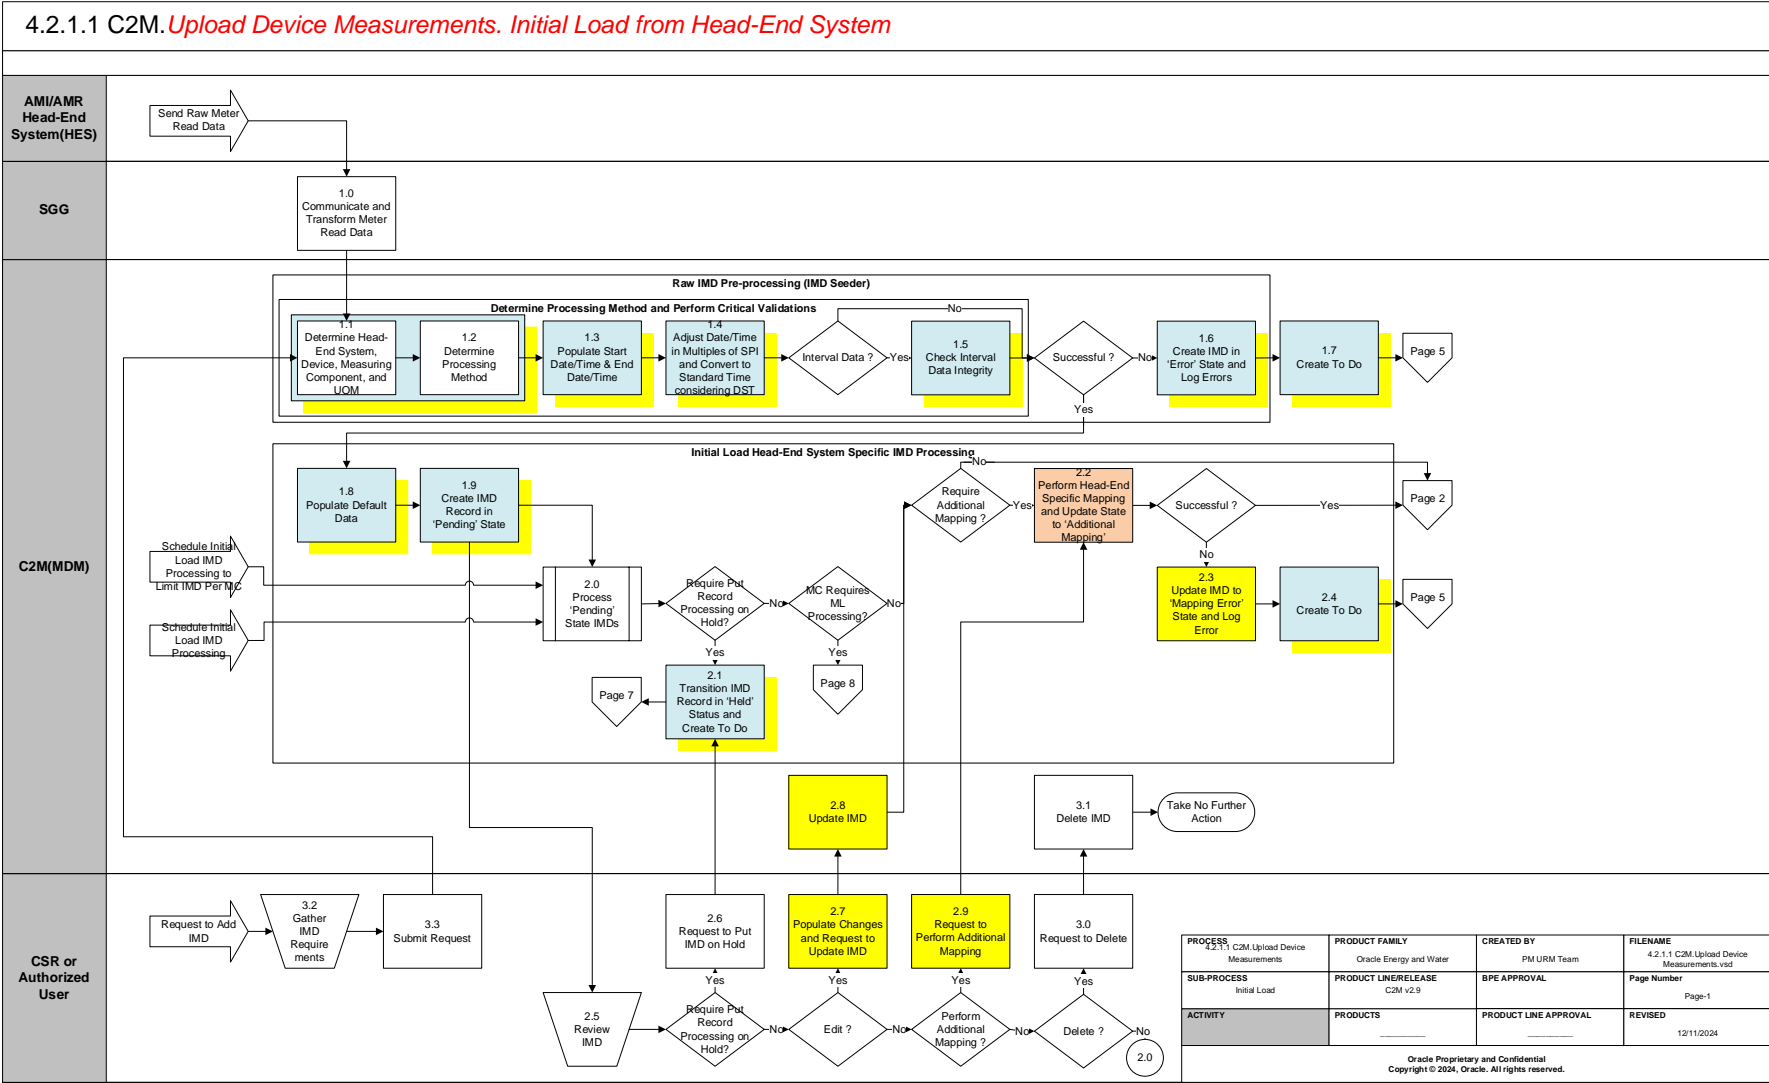 4.2.1.1 C2M.Upload Device Measurements. Initial Load from Head-End System
AMI/AMR
Head-End
System(HES)
Send Raw Meter
Read Data
SGG
1.0
Communicate and
Transform Meter
Read Data
C2M(MDM)
Raw IMD Pre-processing (IMD Seeder)
Determine Processing Method and Perform Critical Validations
1.1
Determine Head-
End System,
Device, Measuring
Component, and
UOM
1.2
Determine
Processing
Method
1.3
Populate Start
Date/Time & End
Date/Time
1.4
Adjust Date/Time
in Multiples of SPI
and Convert to
Standard Time
considering DST
Interval Data ?
No
Yes
1.5
Check Interval
Data Integrity
Successful ?
No
Yes
1.6
Create IMD in
‘Error’ State and
Log Errors
1.7
Create To Do
Page 5
Initial Load Head-End System Specific IMD Processing
1.8
Populate Default
Data
1.9
Create IMD
Record in
‘Pending’ State
Schedule Initial
Load IMD
Processing to
Limit IMD Per MC
Schedule Initial
Load IMD
Processing
2.0
Process
‘Pending’
State IMDs
Require Put
Record
Processing on
Hold?
No
Yes
MC Requires
ML
Processing?
No
Yes
Page 8
2.1
Transition IMD
Record in ‘Held’
Status and
Create To Do
Page 7
Require
Additional
Mapping ?
No
Yes
2.2
Perform Head-End
Specific Mapping
and Update State
to ‘Additional
Mapping’
Successful ?
Yes
No
Page 2
2.3
Update IMD to
‘Mapping Error’
State and Log
Error
2.4
Create To Do
Page 5
2.8
Update IMD
3.1
Delete IMD
Take No Further
Action
CSR or
Authorized
User
Request to Add
IMD
3.2
Gather
IMD
Require
ments
3.3
Submit Request
2.5
Review
IMD
2.6
Request to Put
IMD on Hold
Yes
Require Put
Record
Processing on
Hold?
No
2.7
Populate Changes
and Request to
Update IMD
Yes
Edit ?
No
2.9
Request to
Perform Additional
Mapping
Yes
Perform
Additional
Mapping ?
No
3.0
Request to Delete
Yes
Delete ?
No
2.0
PROCESS
4.2.1.1 C2M.Upload Device
Measurements
PRODUCT FAMILY
Oracle Energy and Water
CREATED BY
PM URM Team
FILENAME
4.2.1.1 C2M.Upload Device
Measurements.vsd
SUB-PROCESS
Initial Load
PRODUCT LINE/RELEASE
C2M v2.9
BPE APPROVAL
Page Number
Page-1
ACTIVITY
PRODUCTS
PRODUCT LINE APPROVAL
REVISED
12/11/2024
Oracle Proprietary and Confidential
Copyright © 2024, Oracle. All rights reserved.